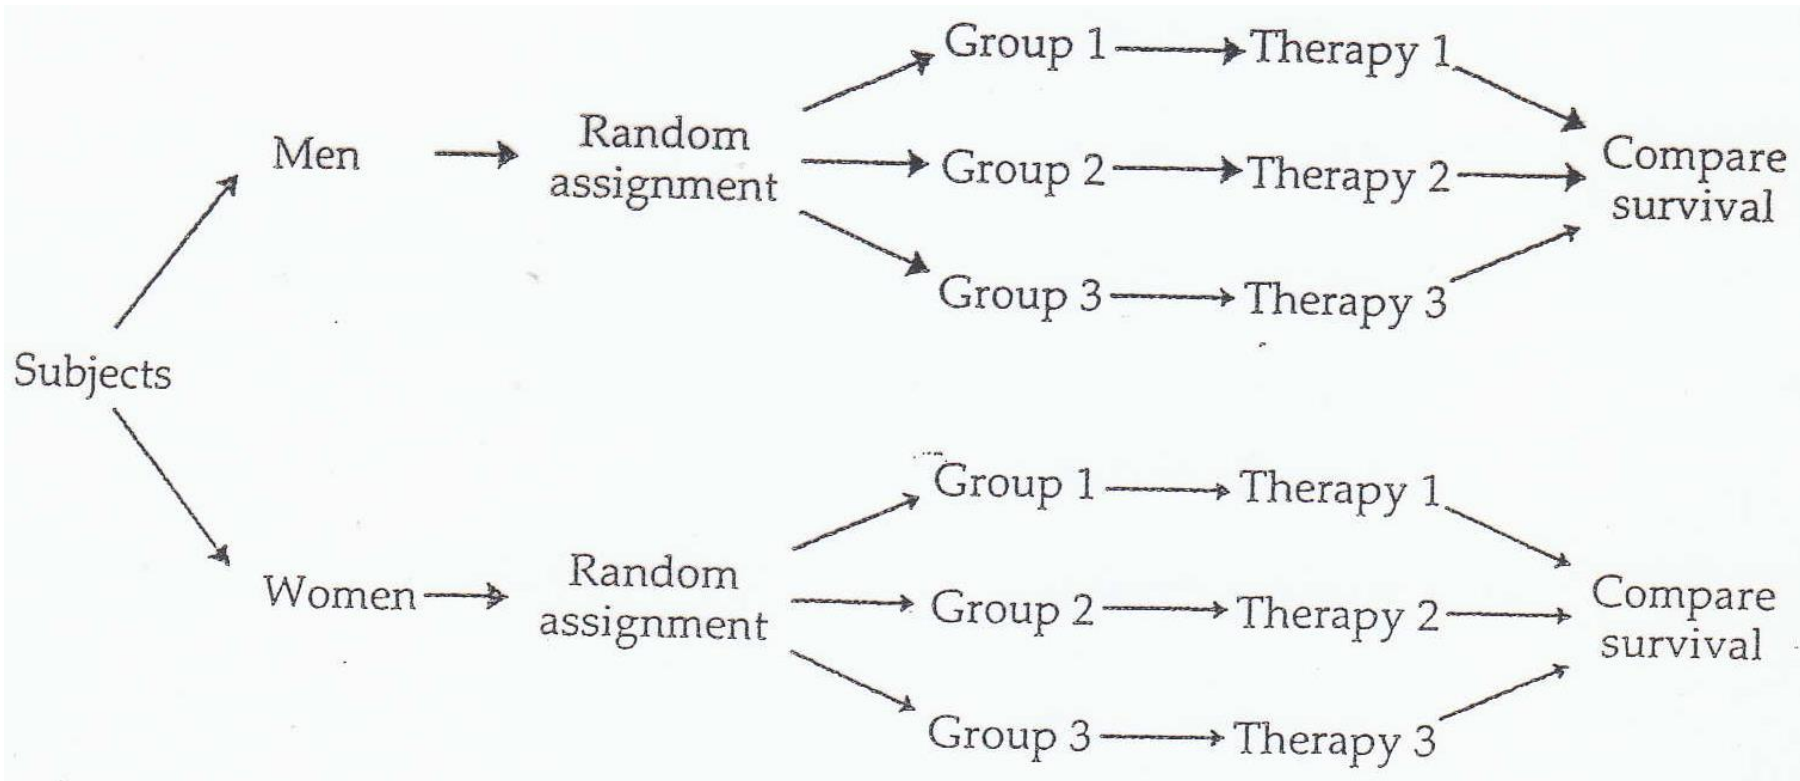 Group 1 Therapy 1
Men Random assignment Group 2 Therapy 2 Compare survival
Group 3 Therapy 3
Subjects
Group 1 Therapy 1
Women Random assignment Group 2 Therapy 2 Compare survival
Group 3 Therapy 3